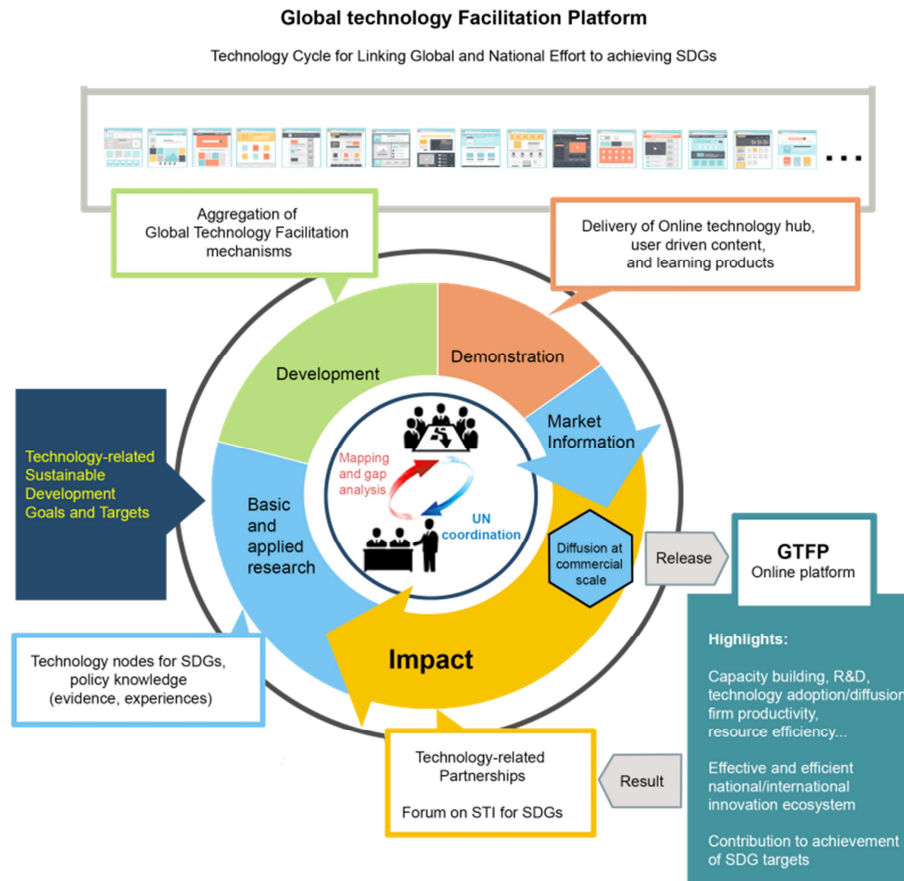 Global technology Facilitation Platform
Technology Cycle for Linking Global and National Effort to achieving SDGs
...
Aggregation of
Global Technology Facilitation
mechanisms
Delivery of Online technology hub,
user driven content,
and learning products
Development
Demonstration
Market
Information
Technology-related
Sustainable
Development
Goals and Targets
Mapping
and gap
analysis
UN
coordination
Basic
and
applied
research
Diffusion at
commercial
scale
Release
GTFP
Online platform
Impact
Technology nodes for SDGs,
policy knowledge
(evidence, experiences)
Technology-related
Partnerships
Forum on STI for SDGs
Result
Highlights:
Capacity building, R&D,
technology adoption/diffusion
firm productivity,
resource efficiency...
Effective and efficient
national/international
innovation ecosystem
Contribution to achievement
of SDG targets